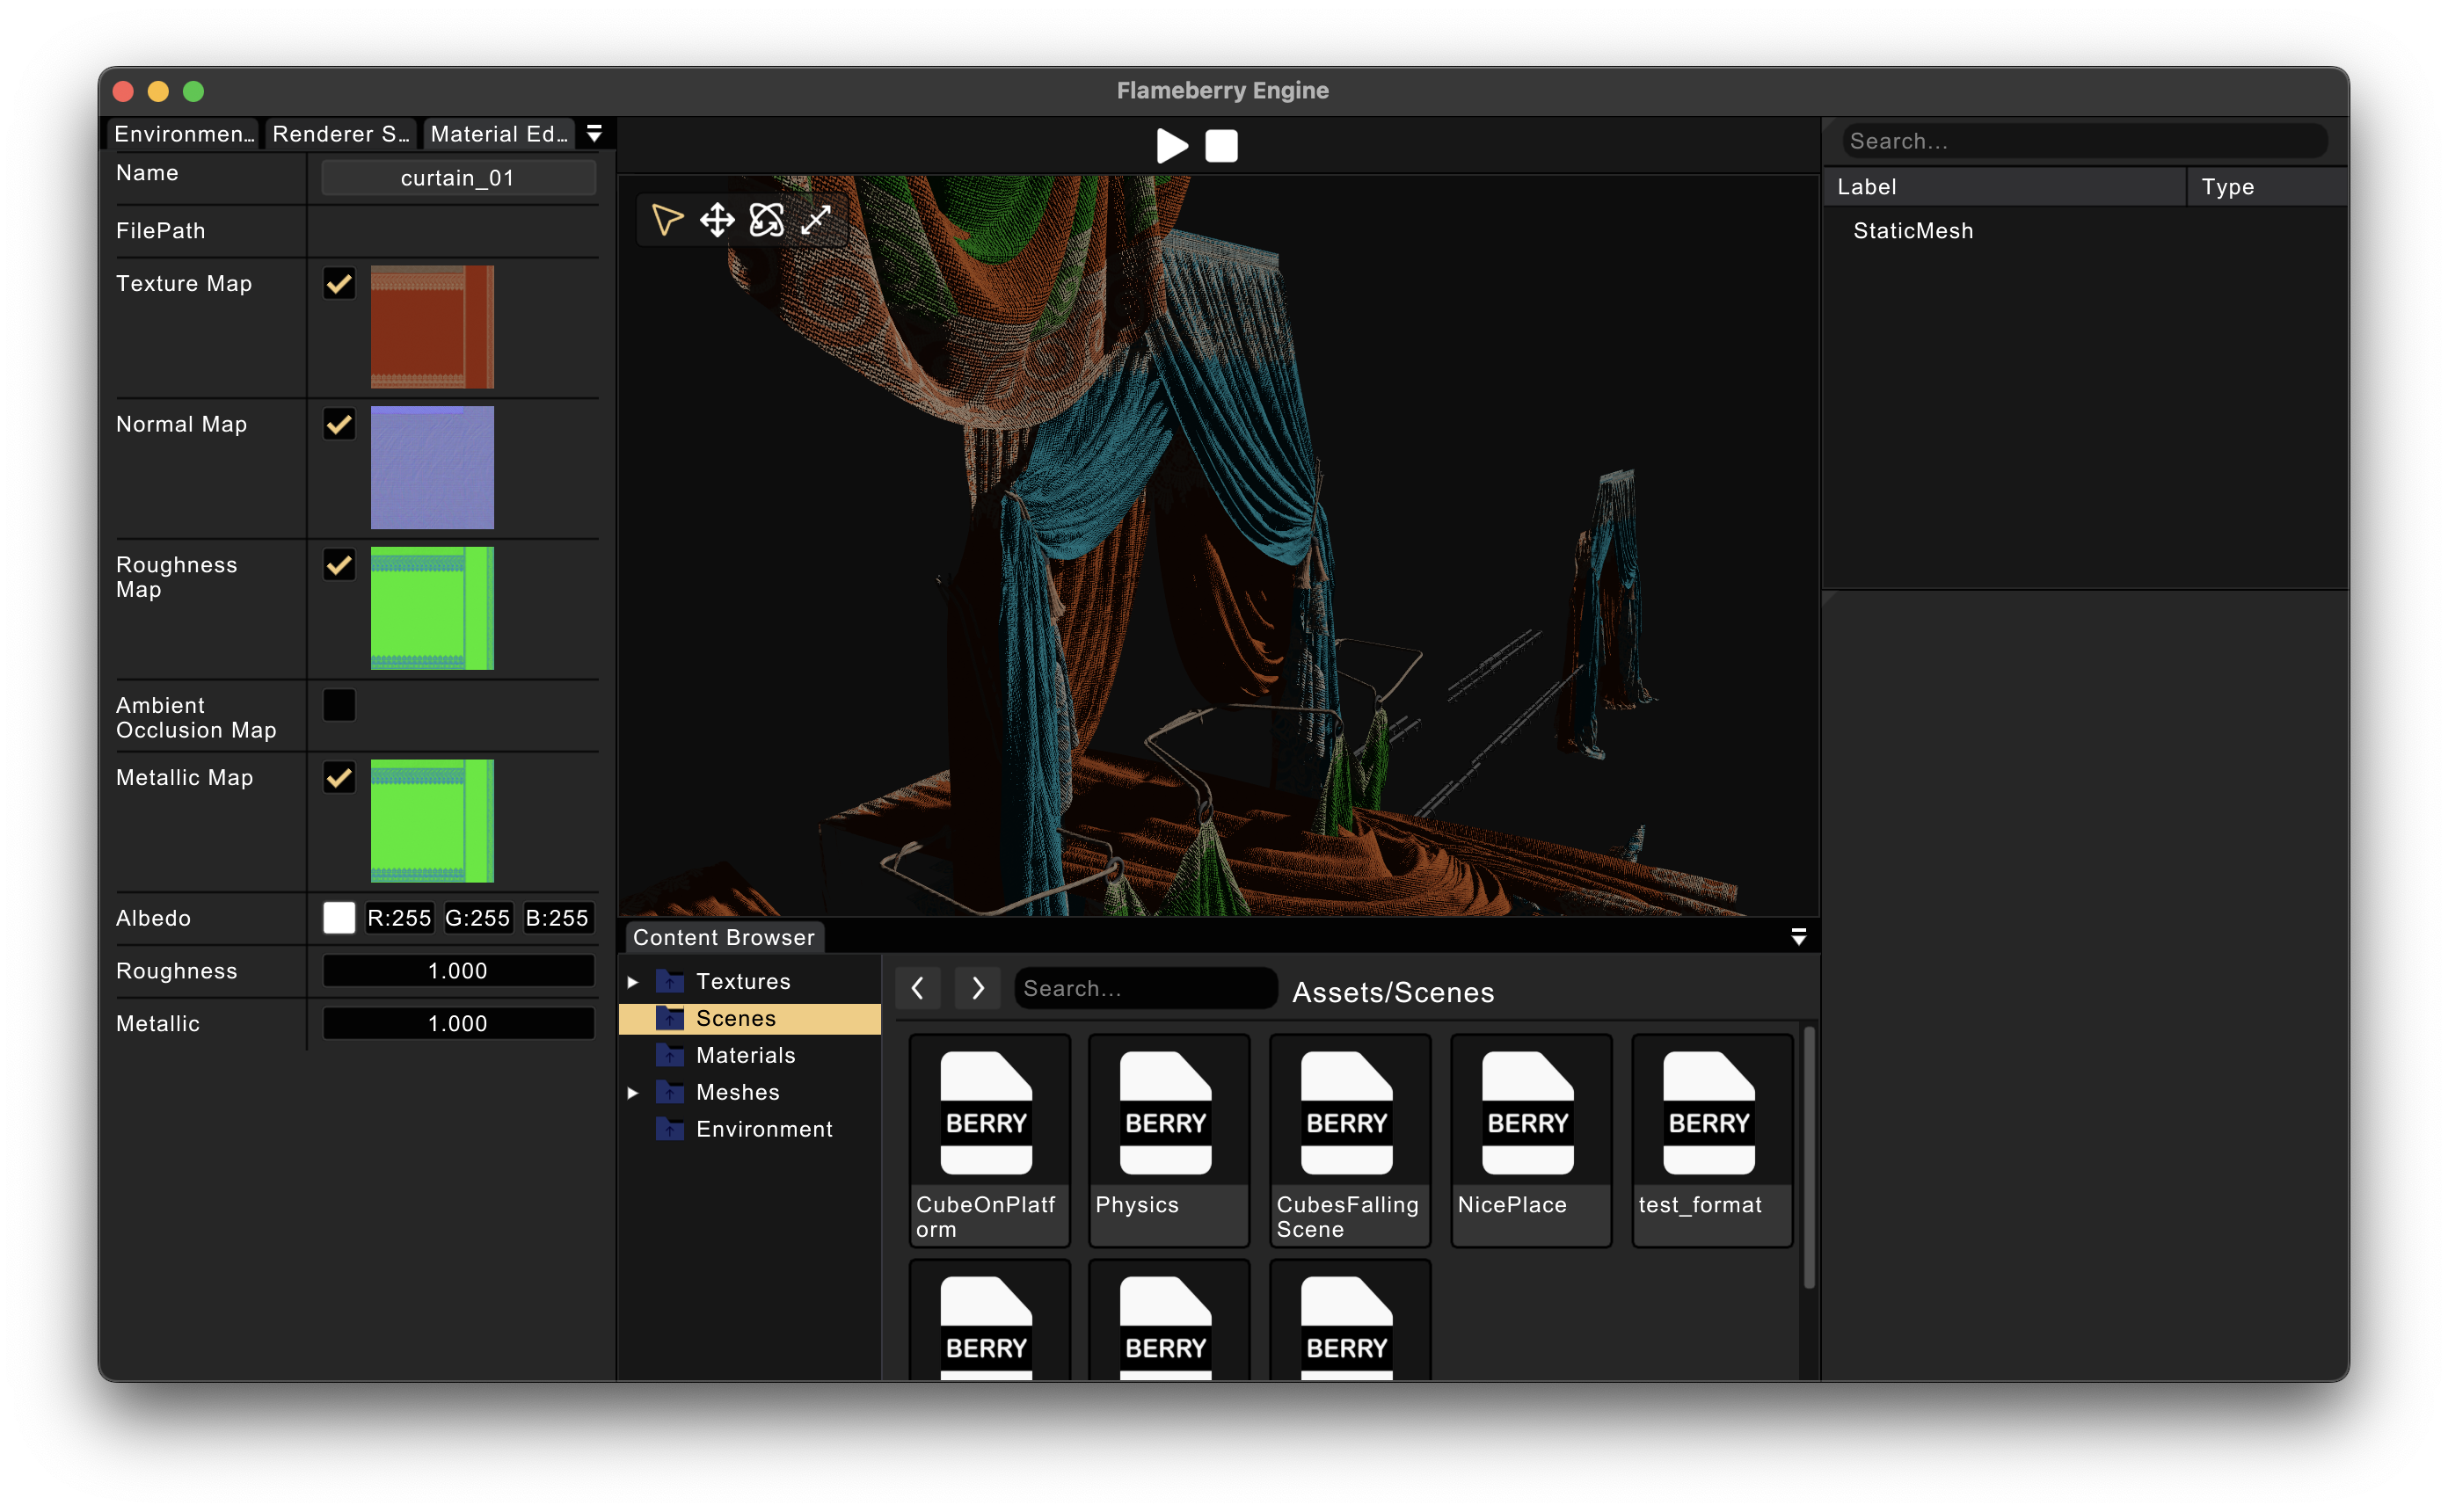 Flameberry Engine
Environmen…
Renderer S…
Material Ed…
Name
curtain_01
FilePath
Texture Map
Normal Map
Roughness
Map
Ambient
Occlusion Map
Metallic Map
Albedo
R:255
G:255
B:255
Roughness
1.000
Metallic
1.000
Content Browser
Textures
Scenes
Materials
Meshes
Environment
Search...
Assets/Scenes
BERRY
BERRY
BERRY
BERRY
BERRY
CubeOnPlatf
orm
Physics
CubesFalling
Scene
NicePlace
test_format
BERRY
BERRY
BERRY
Search...
Label
Type
StaticMesh